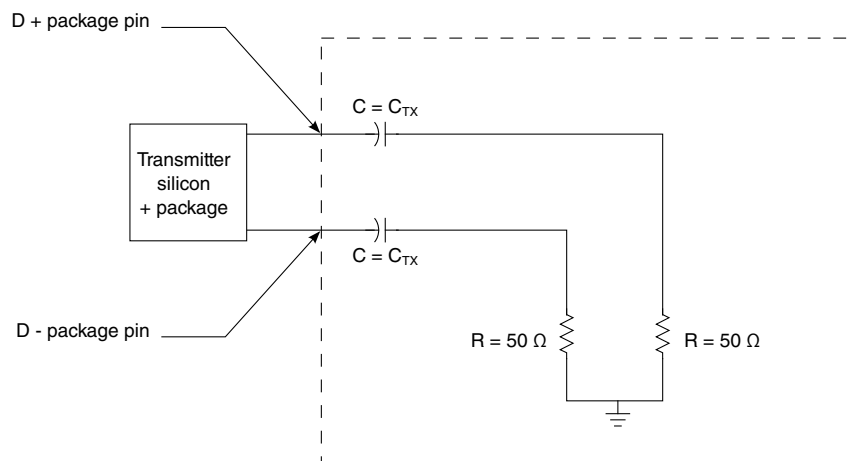 D + package pin
C = CTX
Transmitter
silicon
+ package
C = CTX
D - package pin
R = 50 Ω
R = 50 Ω